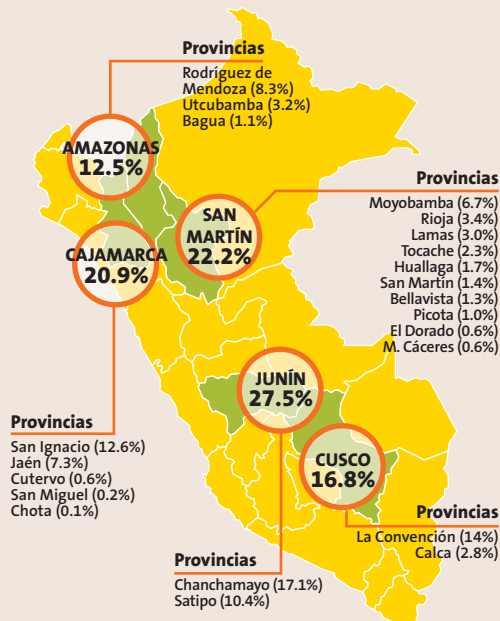 Provincias
Rodríguez de
Mendoza (8.3%)
Utcubamba (3.2%)
Bagua (1.1%)
AMAZONAS
12.5%
Provincias
Moyobamba (6.7%)
Rioja (3.4%)
Lamas (3.0%)
Tocache (2.3%)
Huallaga (1.7%)
San Martín (1.4%)
Bellavista (1.3%)
Picota (1.0%)
El Dorado (0.6%)
M. Cáceres (0.6%)
SAN
MARTÍN
22.2%
CAJAMARCA
20.9%
JUNÍN
27.5%
Provincias
San Ignacio (12.6%)
Jaén (7.3%)
Cutervo (0.6%)
San Miguel (0.2%)
Chota (0.1%)
CUSCO
16.8%
Provincias
La Convención (14%)
Calca (2.8%)
Provincias
Chanchamayo (17.1%)
Satipo (10.4%)